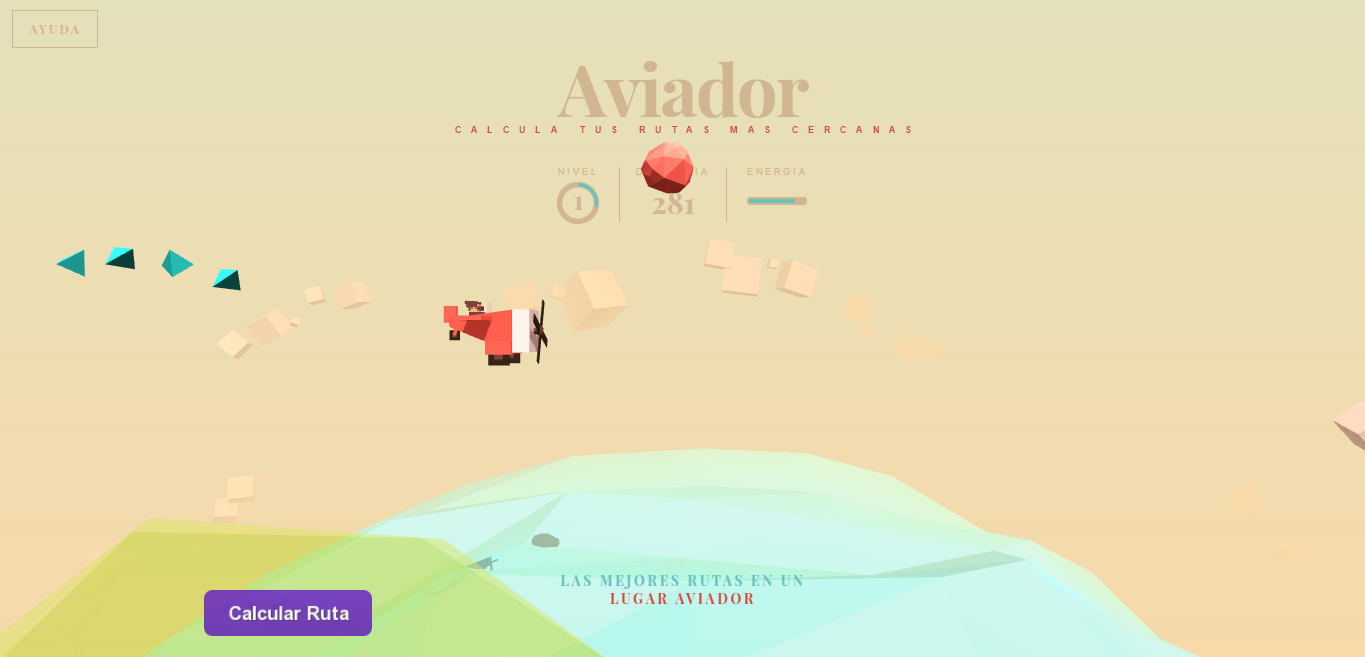 AYUDA
Aviador
CALCULA TUS RUTAS MAS CERCANAS
NIVEL
ENERGIA
1
281
LAS MEJORES RUTAS EN UN
LUGAR AVIADOR
Calcular Ruta